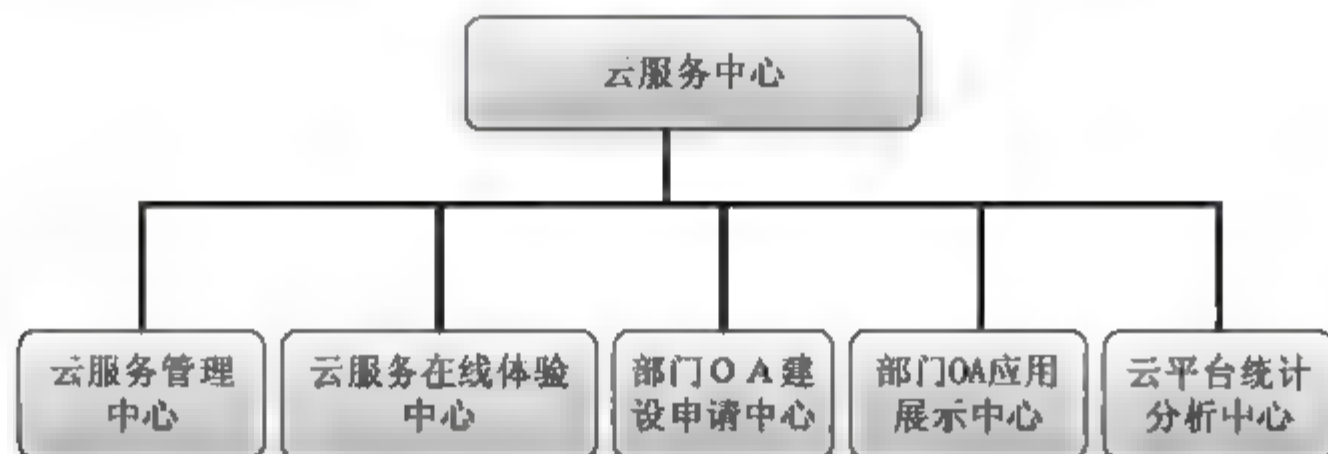 云服务中心
云服务管理
中心
云服务在线体验
中心
部门OA建
设申请中心
部门OA应用
展示中心
云平台统计
分析中心